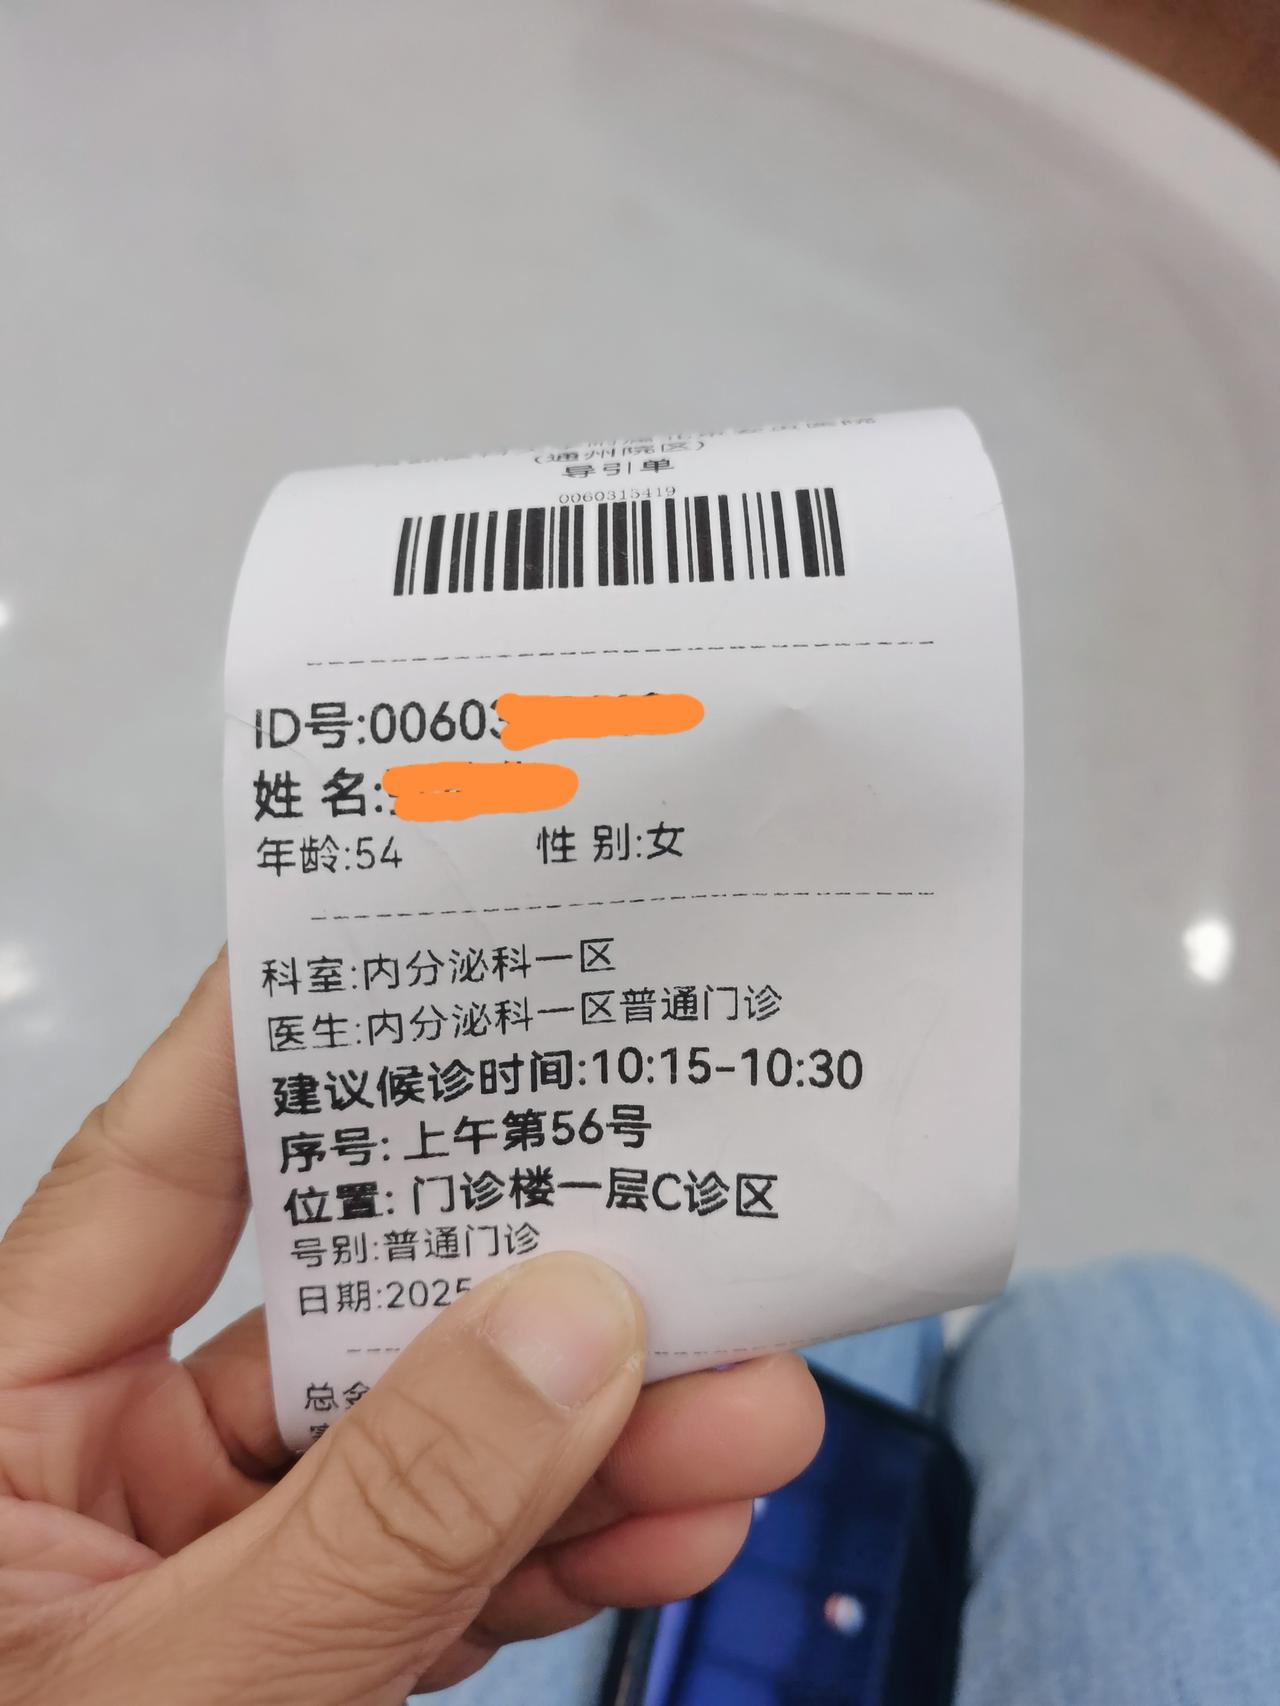 (通州院区)
导引单
0060315419
ID号:0060
姓 名:
年龄:54 性 别:女
科室:内分泌科一区
医生:内分泌科一区普通门诊
建议候诊时间:10:15-10:30
序号: 上午第56号
位置: 门诊楼一层C诊区
号别:普通门诊
日期:2025
总